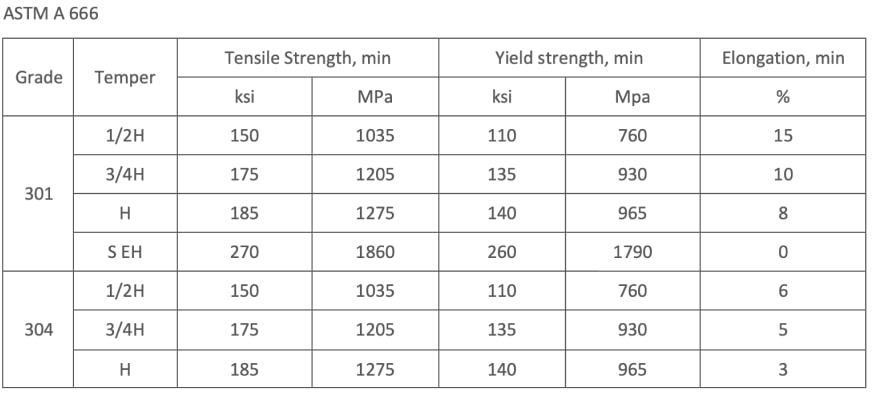 ASTM A 666
Grade Temper Tensile Strength, min Yield strength, min Elongation, min
ksi MPa ksi Mpa %
301 1/2H 150 1035 110 760 15
3/4H 175 1205 135 930 10
H 185 1275 140 965 8
S EH 270 1860 260 1790 0
304 1/2H 150 1035 110 760 6
3/4H 175 1205 135 930 5
H 185 1275 140 965 3